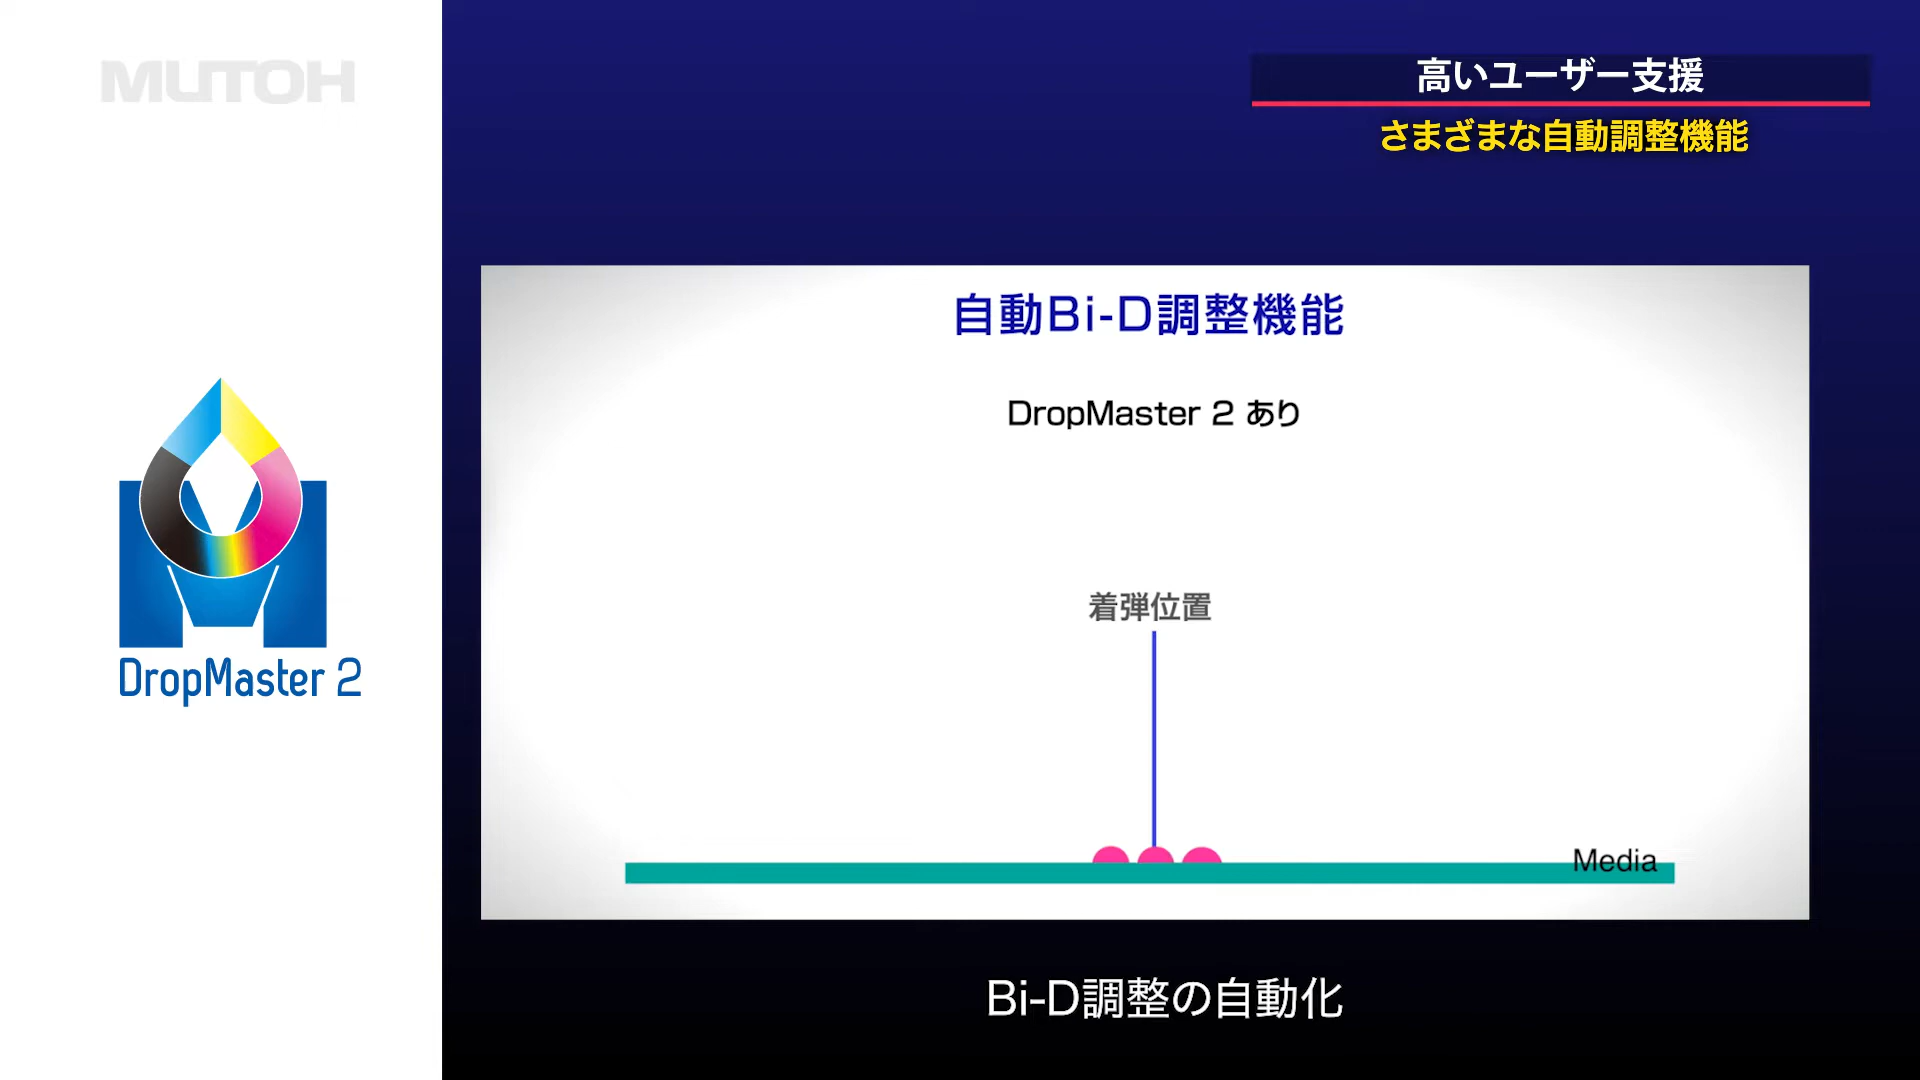 MUTOH
高いユーザー支援
さまざまな自動調整機能
自動Bi-D調整機能
DropMaster 2 あり
着弾位置
Media
DropMaster 2
Bi-D調整の自動化